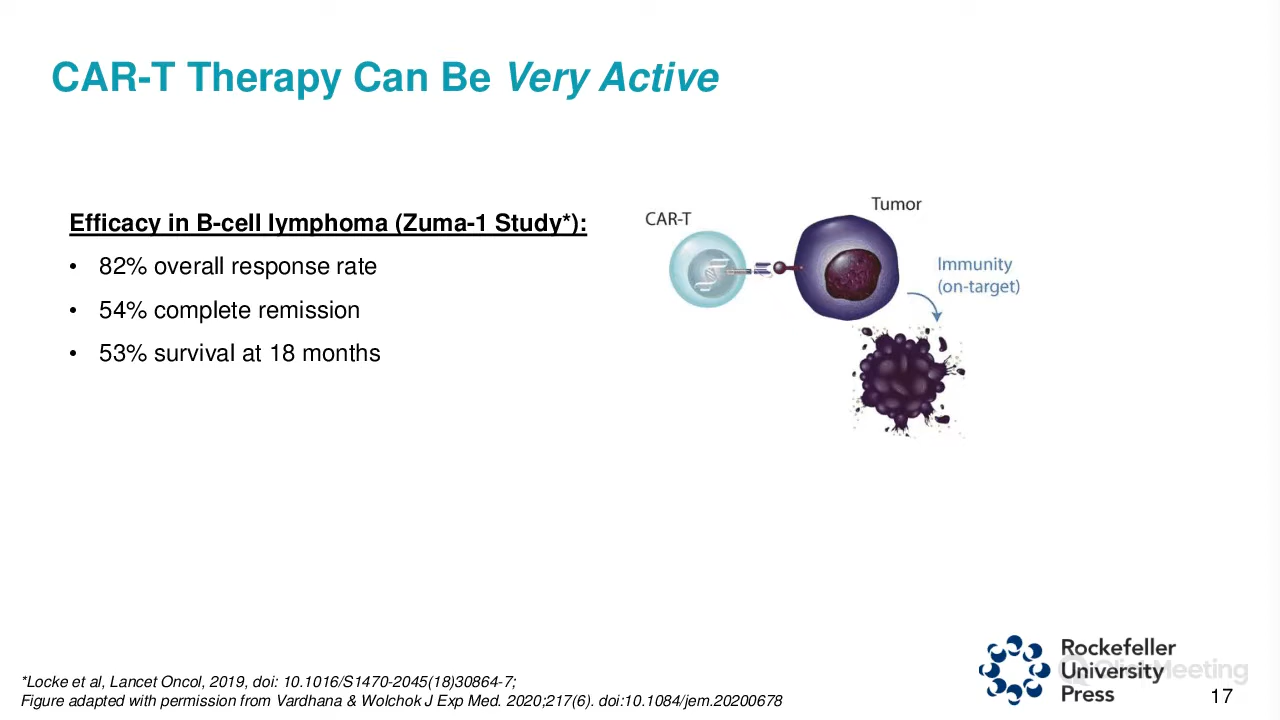 CAR-T Therapy Can Be Very Active
Efficacy in B-cell lymphoma (Zuma-1 Study*):
• 82% overall response rate
• 54% complete remission
• 53% survival at 18 months
CAR-T
Tumor
Immunity
(on-target)
*Locke et al, Lancet Oncol, 2019, doi: 10.1016/S1470-2045(18)30864-7;
Figure adapted with permission from Vardhana & Wolchok J Exp Med. 2020;217(6). doi:10.1084/jem.20200678
Rockefeller
University
Press
ClickMeeting
17